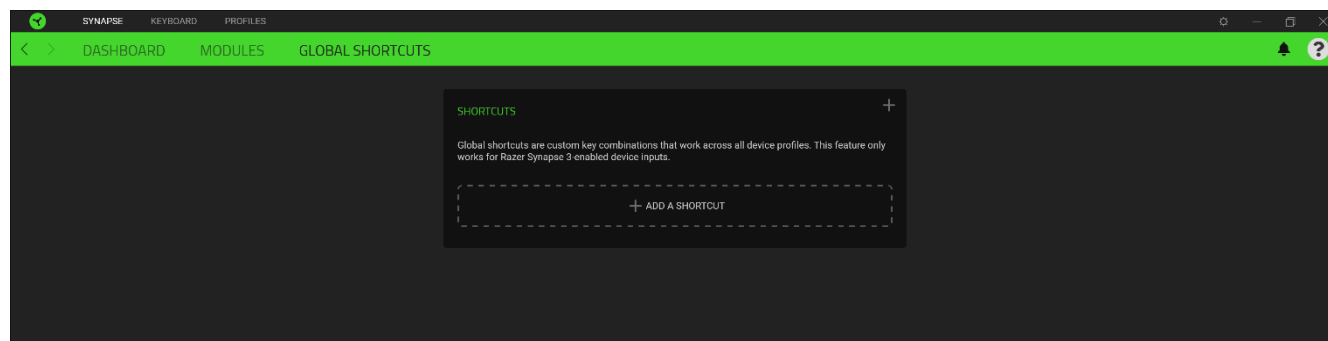 SYNAPSE KEYBOARD PROFILES
DASHBOARD MODULES GLOBAL SHORTCUTS
?
SHORTCUTS
Global shortcuts are custom key combinations that work across all device profiles. This feature only
works for Razer Synapse 3-enabled device inputs.
ADD A SHORTCUT